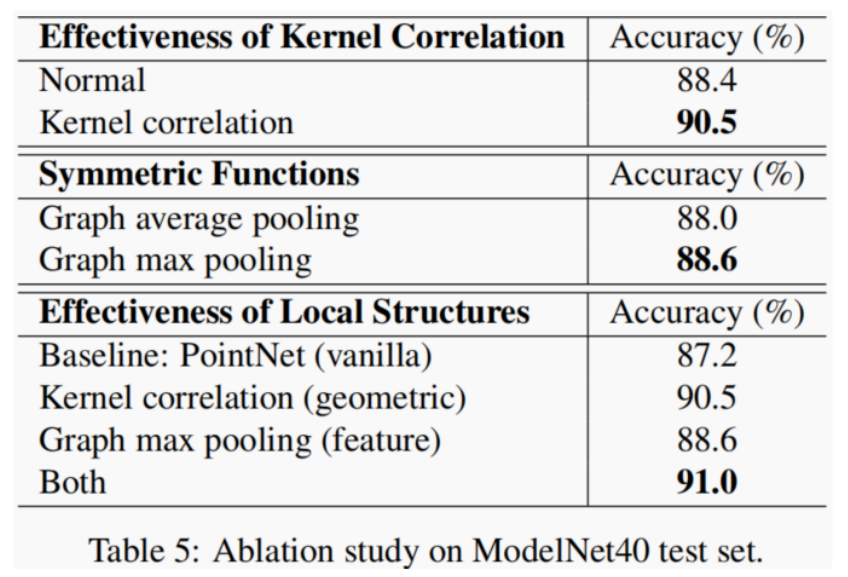 Effectiveness of Kernel Correlation Accuracy (%)
Normal 88.4
Kernel correlation 90.5
Symmetric Functions Accuracy (%)
Graph average pooling 88.0
Graph max pooling 88.6
Effectiveness of Local Structures Accuracy (%)
Baseline: PointNet (vanilla) 87.2
Kernel correlation (geometric) 90.5
Graph max pooling (feature) 88.6
Both 91.0
Table 5: Ablation study on ModelNet40 test set.